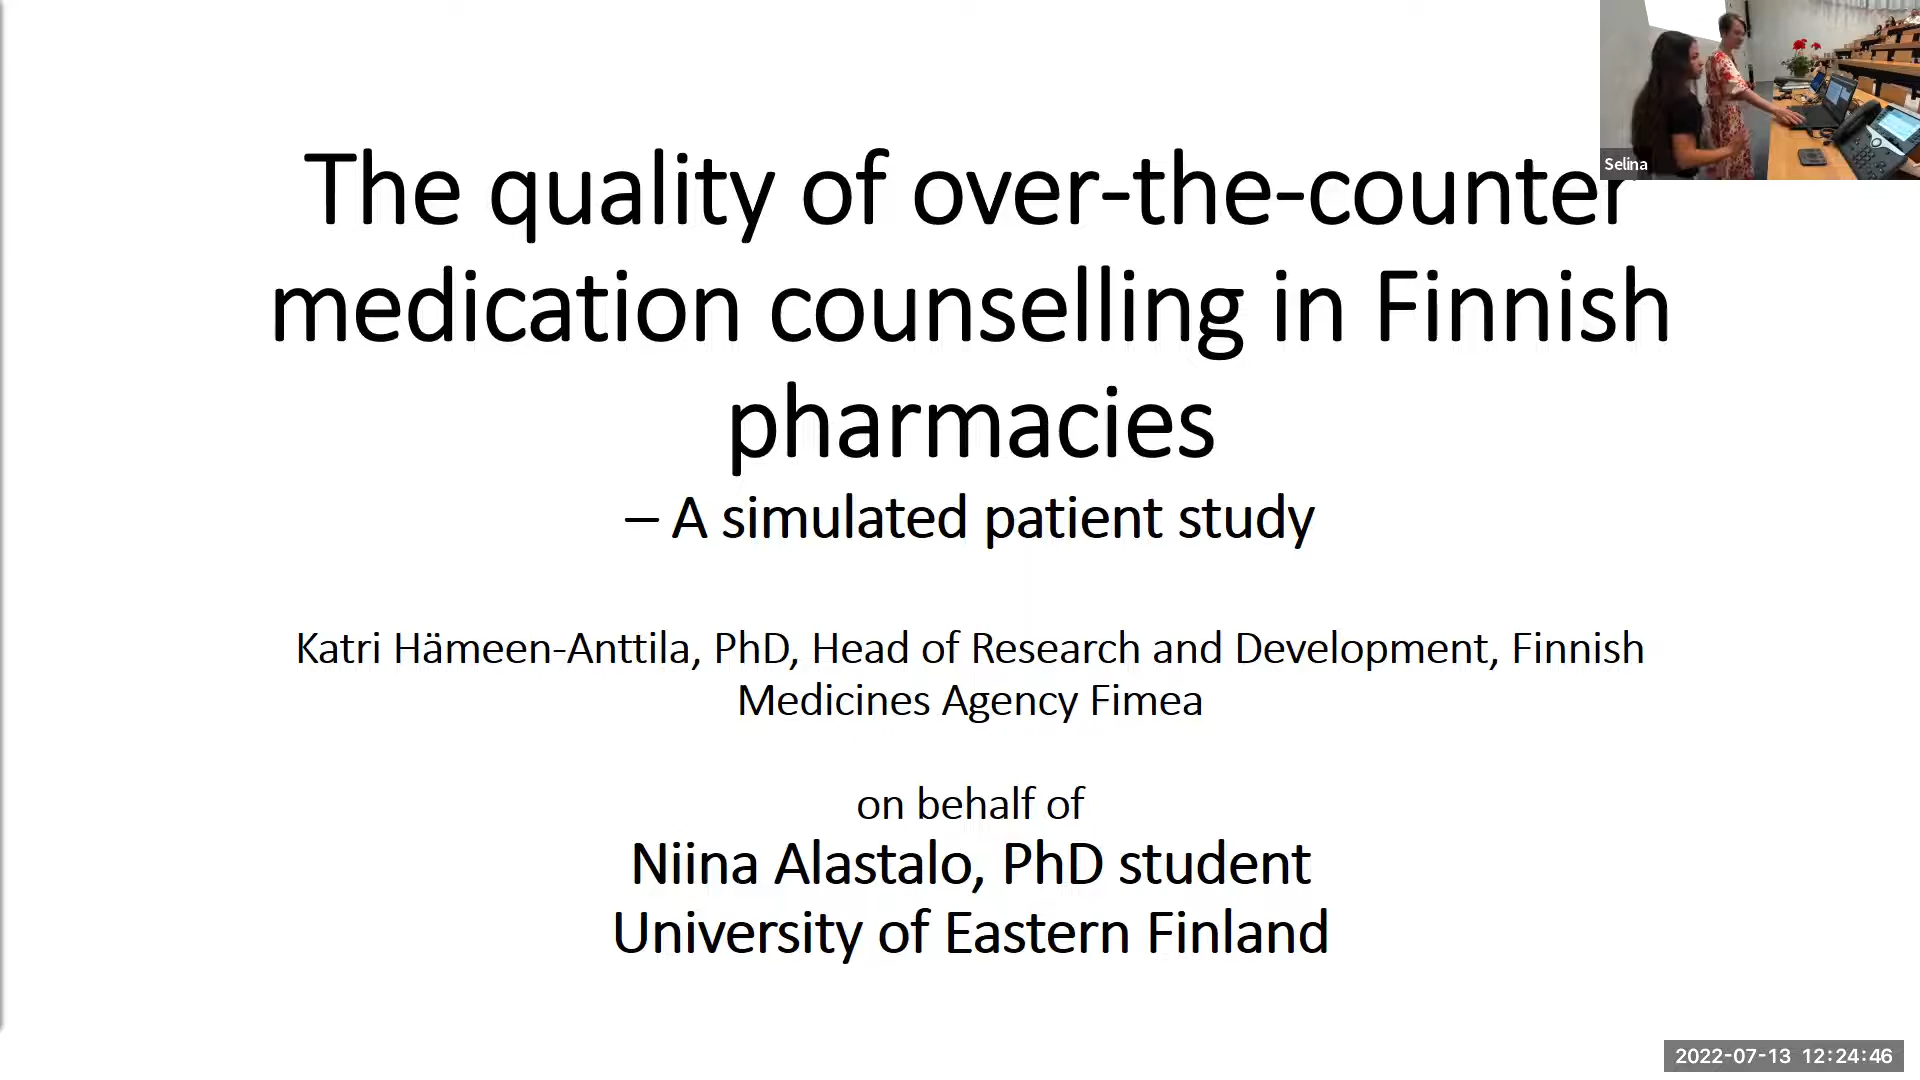 Selina
The quality of over-the-counter
medication counselling in Finnish
pharmacies
– A simulated patient study
Katri Hämeen-Anttila, PhD, Head of Research and Development, Finnish
Medicines Agency Fimea
on behalf of
Niina Alastalo, PhD student
University of Eastern Finland
2022-07-13 12:24:46